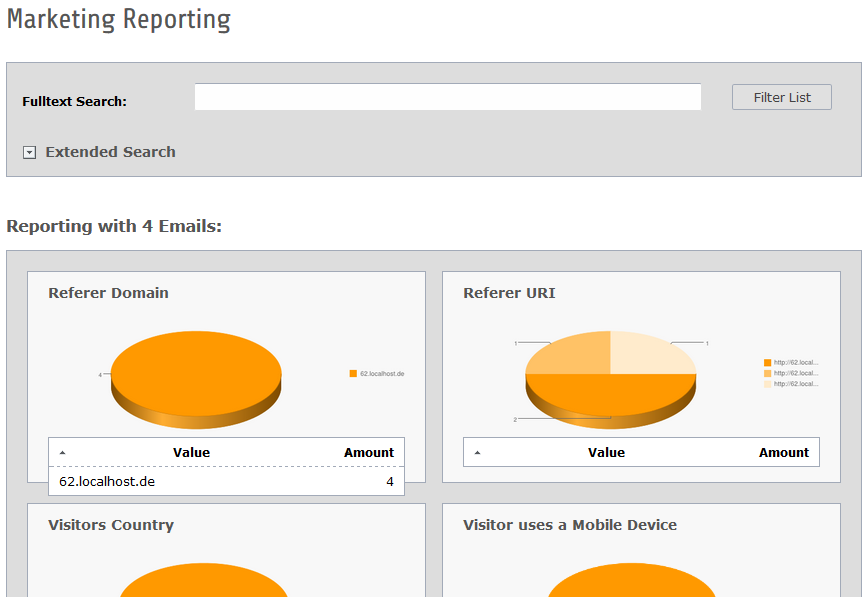 Marketing Reporting
Fulltext Search:
Filter List
Extended Search
Reporting with 4 Emails:
Referer Domain
4
62.localhost.de
Value Amount
62.localhost.de 4
Referer URI
1 1
2
http://62.local...
http://62.local...
http://62.local...
Value Amount
Visitors Country
Visitor uses a Mobile Device